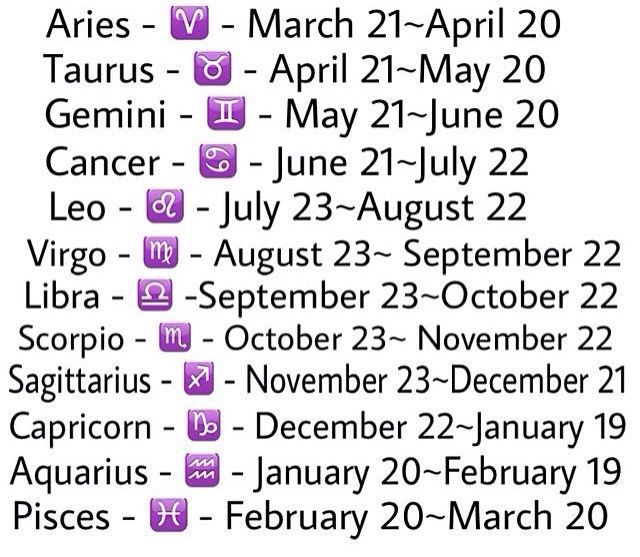 Aries - ♈ - March 21~April 20
Taurus - ♉ - April 21~May 20
Gemini - ♊ - May 21~June 20
Cancer - ♋ - June 21~July 22
Leo - ♌ - July 23~August 22
Virgo - ♍ - August 23~ September 22
Libra - ♎ -September 23~October 22
Scorpio - ♏ - October 23~ November 22
Sagittarius - ♐ - November 23~December 21
Capricorn - ♑ - December 22~January 19
Aquarius - ♒ - January 20~February 19
Pisces - ♓ - February 20~March 20